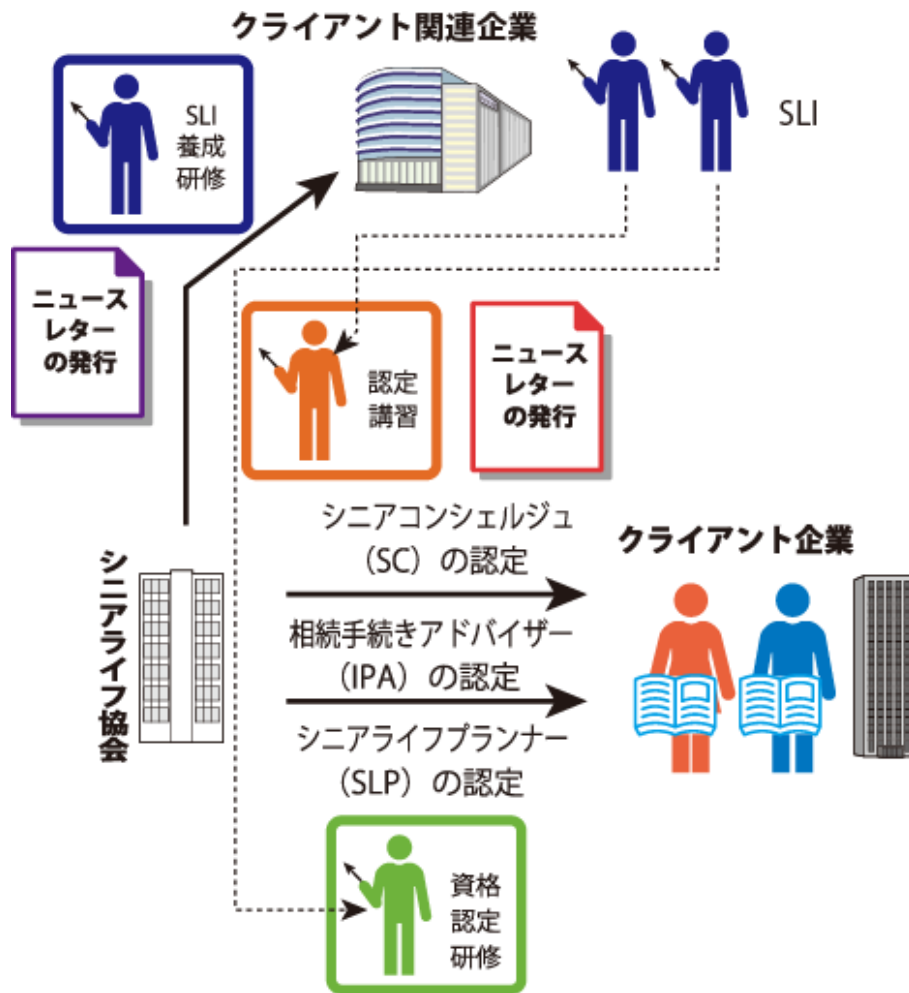 クライアント関連企業
SLI
養成
研修
SLI
ニュース
レター
の発行
認定
講習
ニュース
レター
の発行
シニアコンシェルジュ
（SC）の認定
クライアント企業
シニアライフ協会
相続手続きアドバイザー
（IPA）の認定
シニアライフプランナー
（SLP）の認定
資格
認定
研修